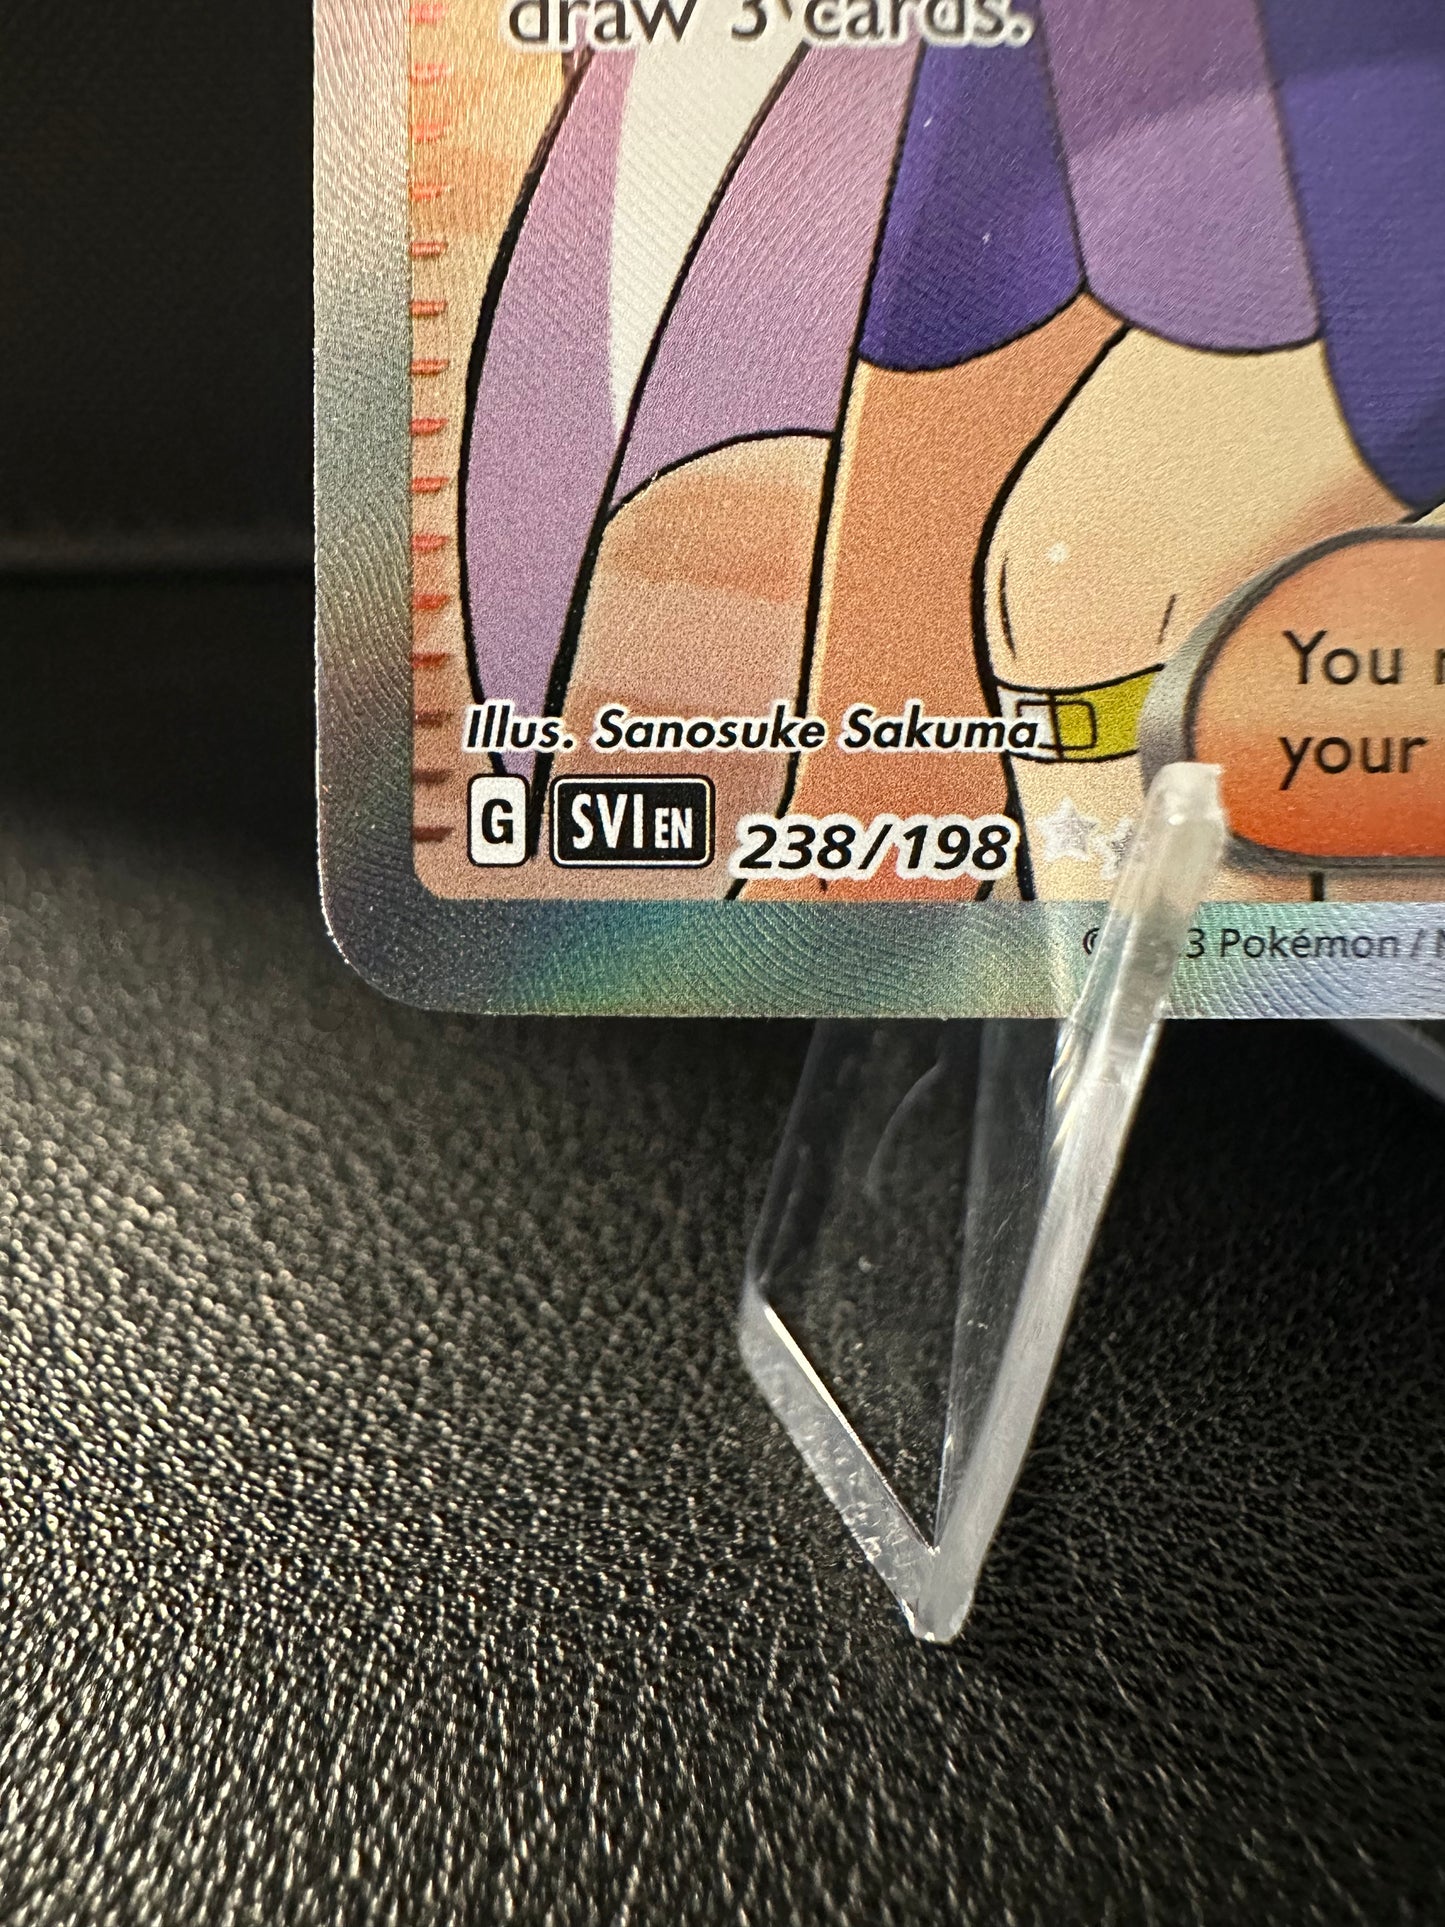 draw 3 cards.
You
your
Illus. Sanosuke Sakuma
G SVI EN 238/198
3 Pokémon /